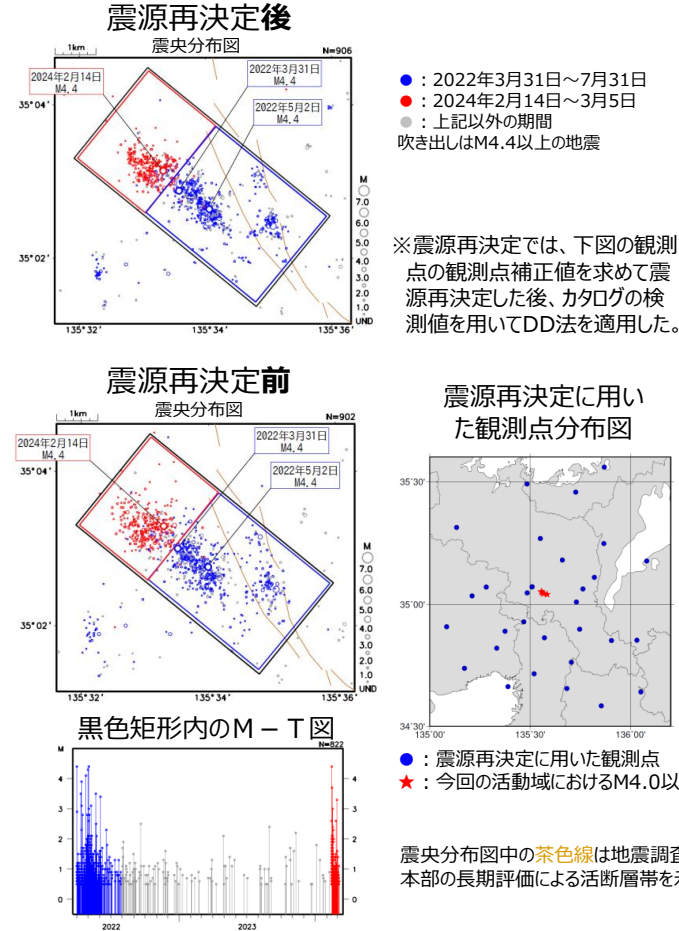 震源再決定後
震央分布図
1km
N=906
2024年2月14日
M4.4
2022年3月31日
M4.4
2022年5月2日
M4.4
35°04′
35°02′
135°32′
135°34′
135°36′
M
7.0
6.0
5.0
4.0
3.0
2.0
1.0
UND
●:2022年3月31日~7月31日
●:2024年2月14日~3月5日
●:上記以外の期間
吹き出しはM4.4以上の地震
※震源再決定では、下図の観測
点の観測点補正値を求めて震
源再決定した後、カタログの検
測値を用いてDD法を適用した。
震源再決定前
震央分布図
1km
N=902
2024年2月14日
M4.4
2022年3月31日
M4.4
2022年5月2日
M4.4
35°04′
35°02′
135°32′
135°34′
135°36′
M
7.0
6.0
5.0
4.0
3.0
2.0
1.0
UND
震源再決定に用い
た観測点分布図
35°30′
35°00′
34°30′
135°00′
135°30′
136°00′
●:震源再決定に用いた観測点
★:今回の活動域におけるM4.0以
黒色矩形内のM-T図
N=822
M
4
3
2
1
0
4
3
2
1
0
2022
2023
震央分布図中の茶色線は地震調査
本部の長期評価による活断層帯を